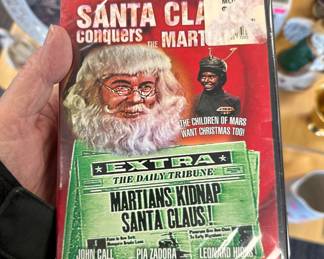 SANTA CLA
conquers THE MART
THE CHILDREN OF MARS
WANT CHRISTMAS TOO!
EXTRA
THE DAILY TRIBUNE
MARTIANS KIDNAP
SANTA CLAUS!!
JOHN CALL PIA ZADORA LEONARD HICKS